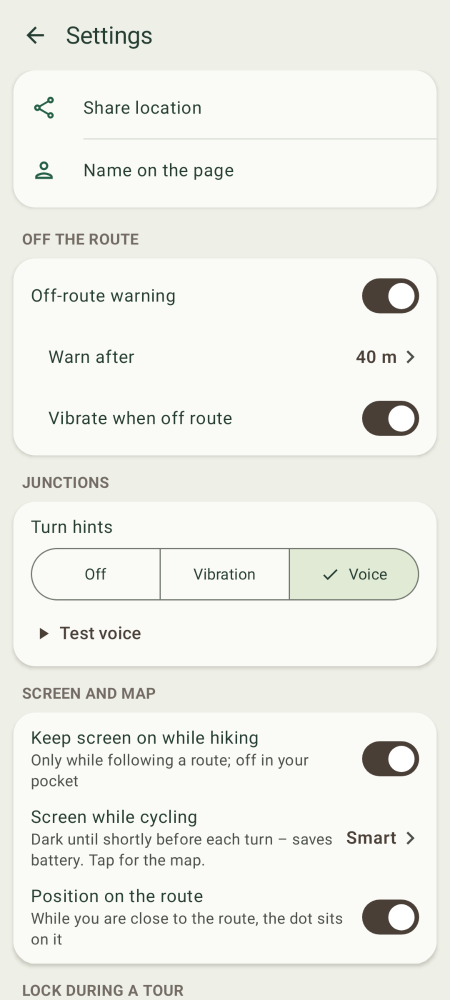 Settings
Share location
Name on the page
OFF THE ROUTE
Off-route warning
Warn after
40 m
Vibrate when off route
JUNCTIONS
Turn hints
Off
Vibration
Voice
Test voice
SCREEN AND MAP
Keep screen on while hiking
Only while following a route; off in your
pocket
Screen while cycling
Dark until shortly before each turn – saves
battery. Tap for the map.
Smart
Position on the route
While you are close to the route, the dot sits
on it
LOCK DURING A TOUR